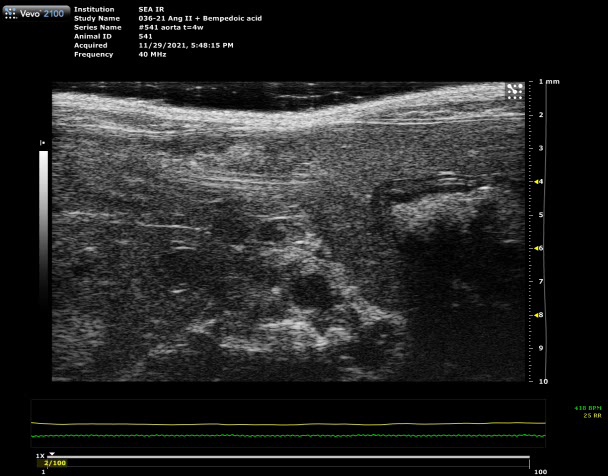 Vevo 2100
Institution SEA IR
Study Name 036-21 Ang II + Bempedoic acid
Series Name #541 aorta t=4w
Animal ID 541
Acquired 11/29/2021, 5:48:15 PM
Frequency 40 MHz
1 mm
2
3
4
5
6
7
8
9
10
438 BPM
25 RR
1X
2/100
1
100